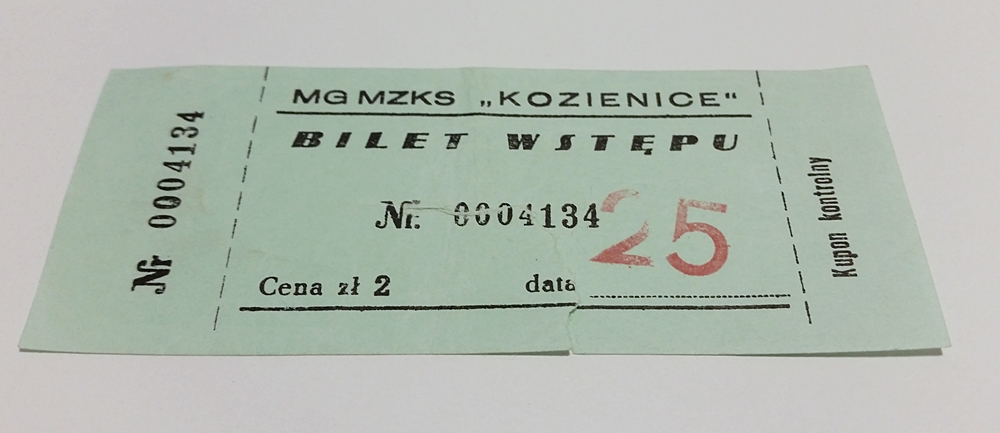 Nr 0004134
MG MZKS „KOZIENICE“
BILET WSTĘPU
Nr. 0004134
25
Cena zł 2 data
Kupon kontrolny